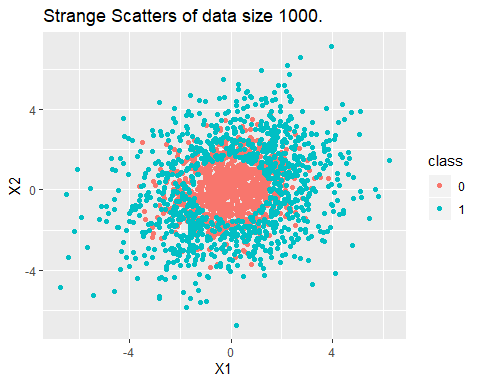 Strange Scatters of data size 1000.
4
0
-4
X2
-4
0
4
X1
class
0
1